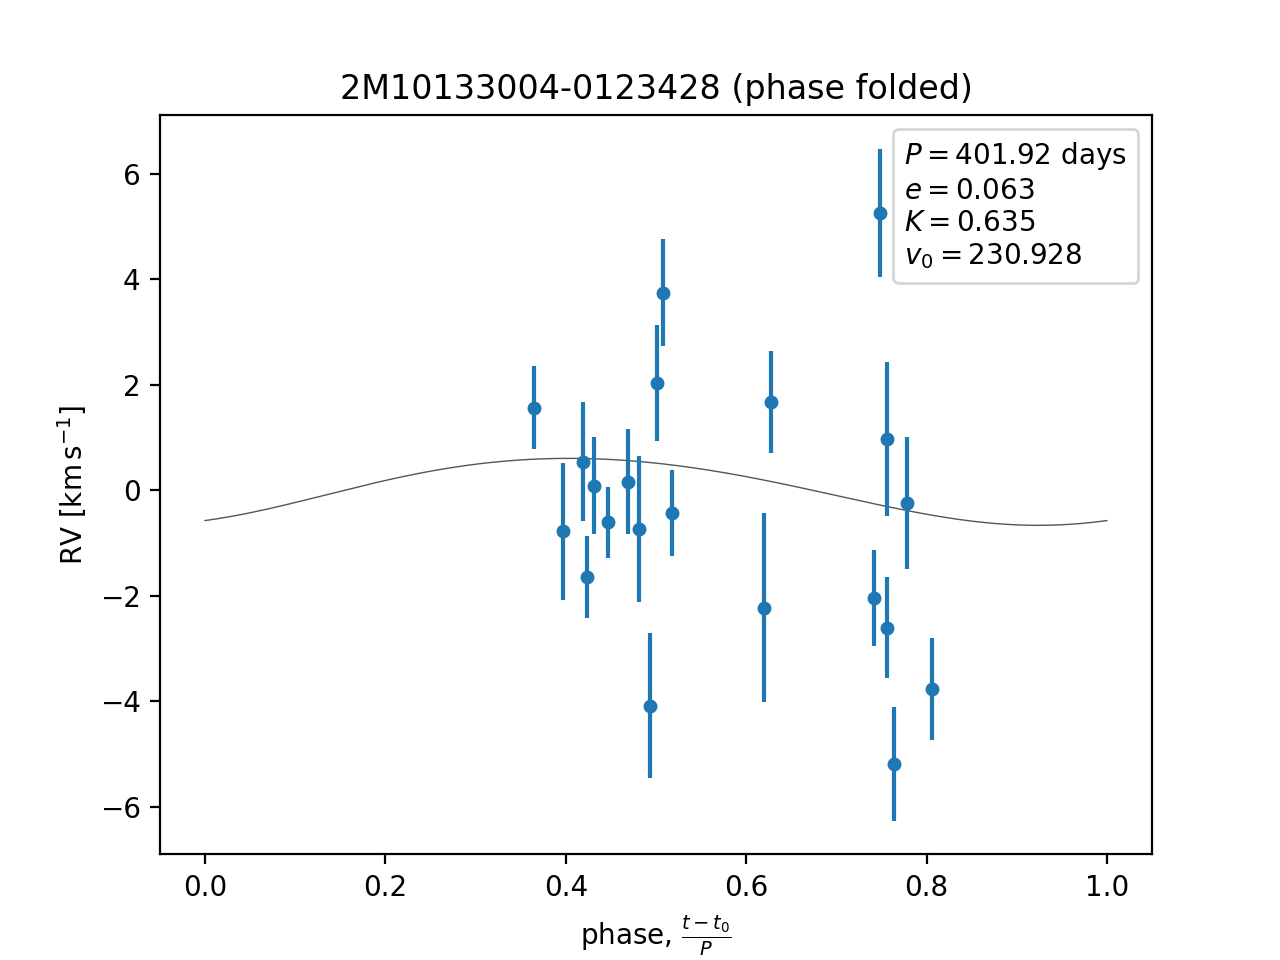 2M10133004-0123428 (phase folded)
P = 401.92 days
e = 0.063
K = 0.635
v₀ = 230.928
6
4
2
0
−2
−4
−6
RV [km s⁻¹]
0.0 0.2 0.4 0.6 0.8 1.0
phase, (t − t₀)/P